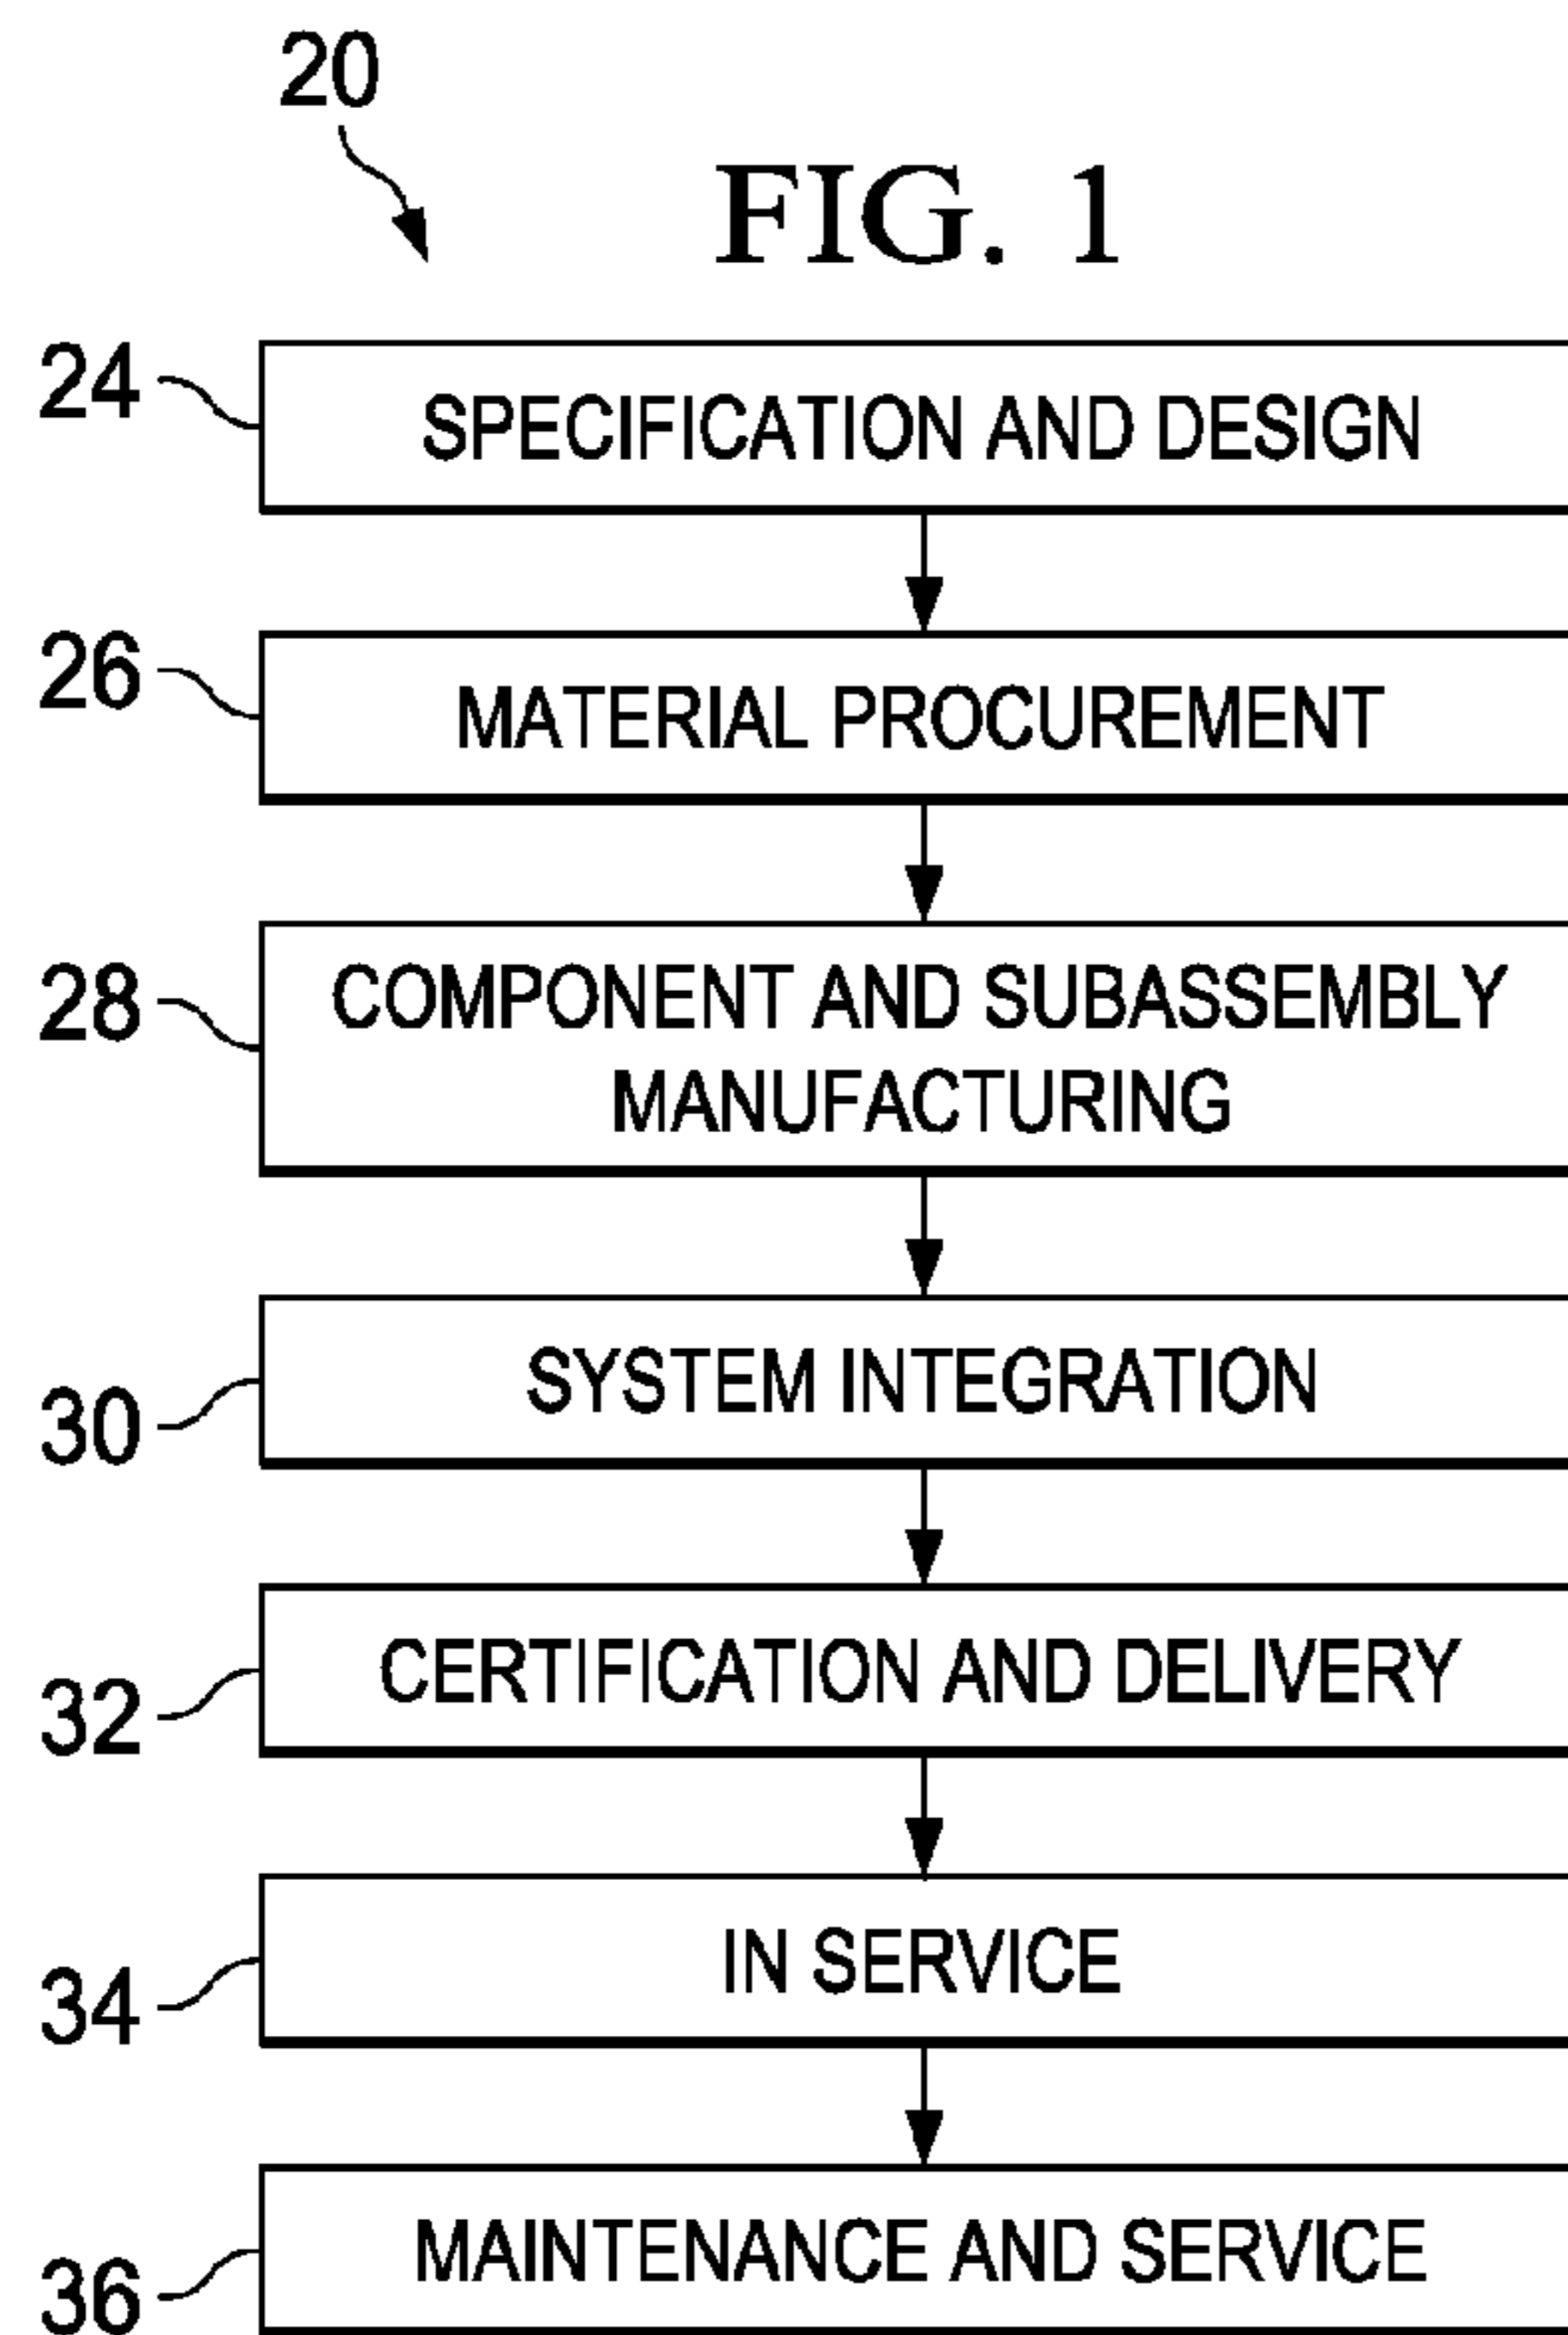 20
FIG. 1
24
SPECIFICATION AND DESIGN
26
MATERIAL PROCUREMENT
28
COMPONENT AND SUBASSEMBLY
MANUFACTURING
30
SYSTEM INTEGRATION
32
CERTIFICATION AND DELIVERY
34
IN SERVICE
36
MAINTENANCE AND SERVICE